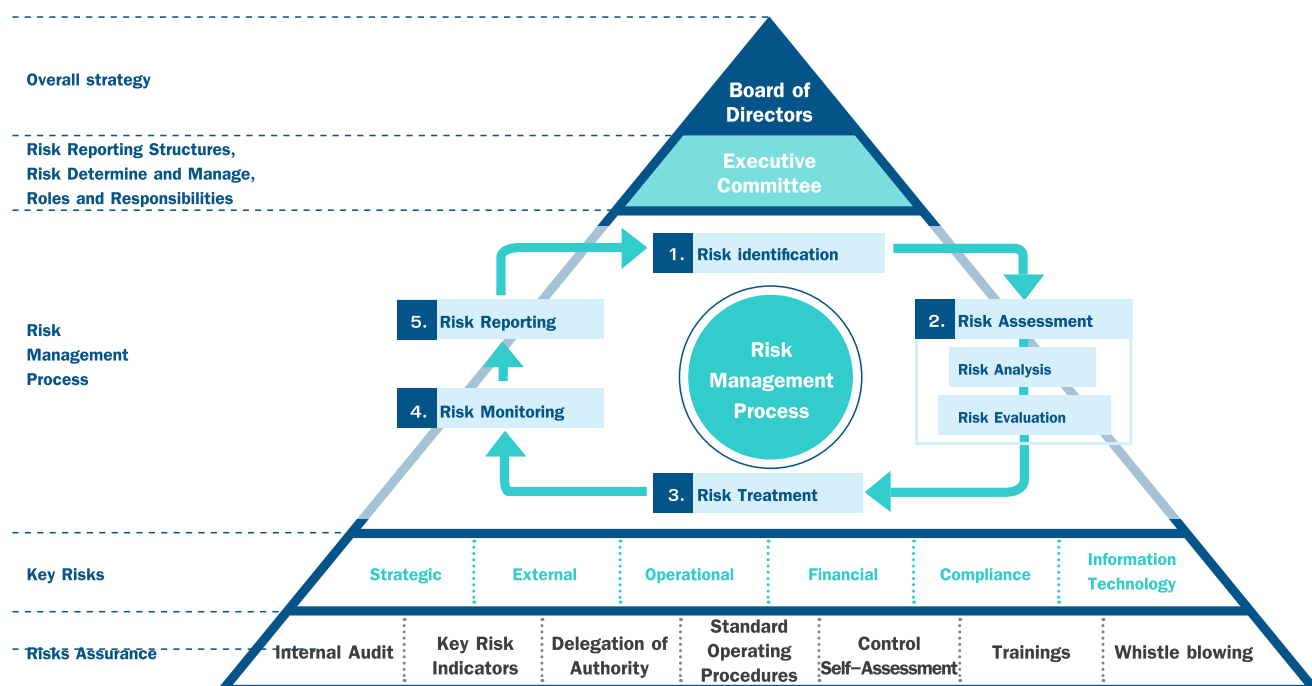 Overall strategy
Board of
Directors
Risk Reporting Structures,
Risk Determine and Manage,
Roles and Responsibilities
Executive
Committee
Risk
Management
Process
1. Risk identification
2. Risk Assessment
Risk Analysis
Risk Evaluation
3. Risk Treatment
4. Risk Monitoring
5. Risk Reporting
Risk
Management
Process
Key Risks
Strategic
External
Operational
Financial
Compliance
Information
Technology
Risks Assurance
Internal Audit
Key Risk
Indicators
Delegation of
Authority
Standard
Operating
Procedures
Control
Self-Assessment
Trainings
Whistle blowing